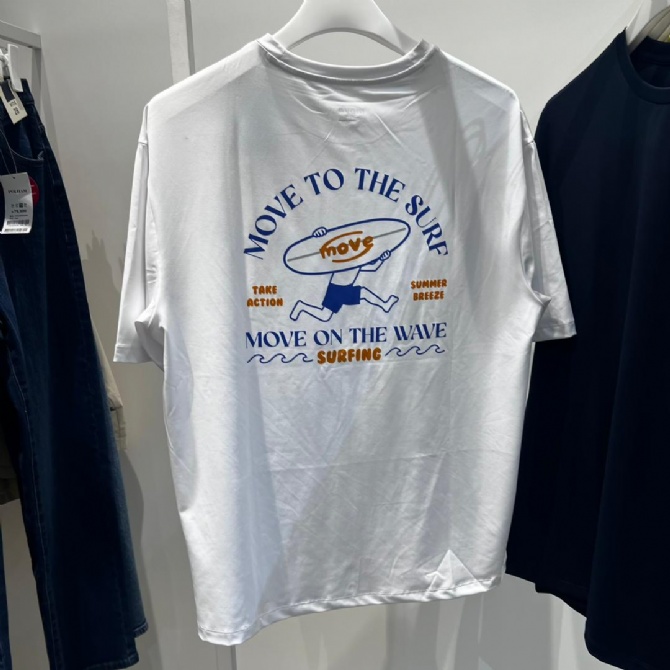 MOVE TO THE SURF
move
TAKE
ACTION
SUMMER
BREEZE
MOVE ON THE WAVE
SURFING